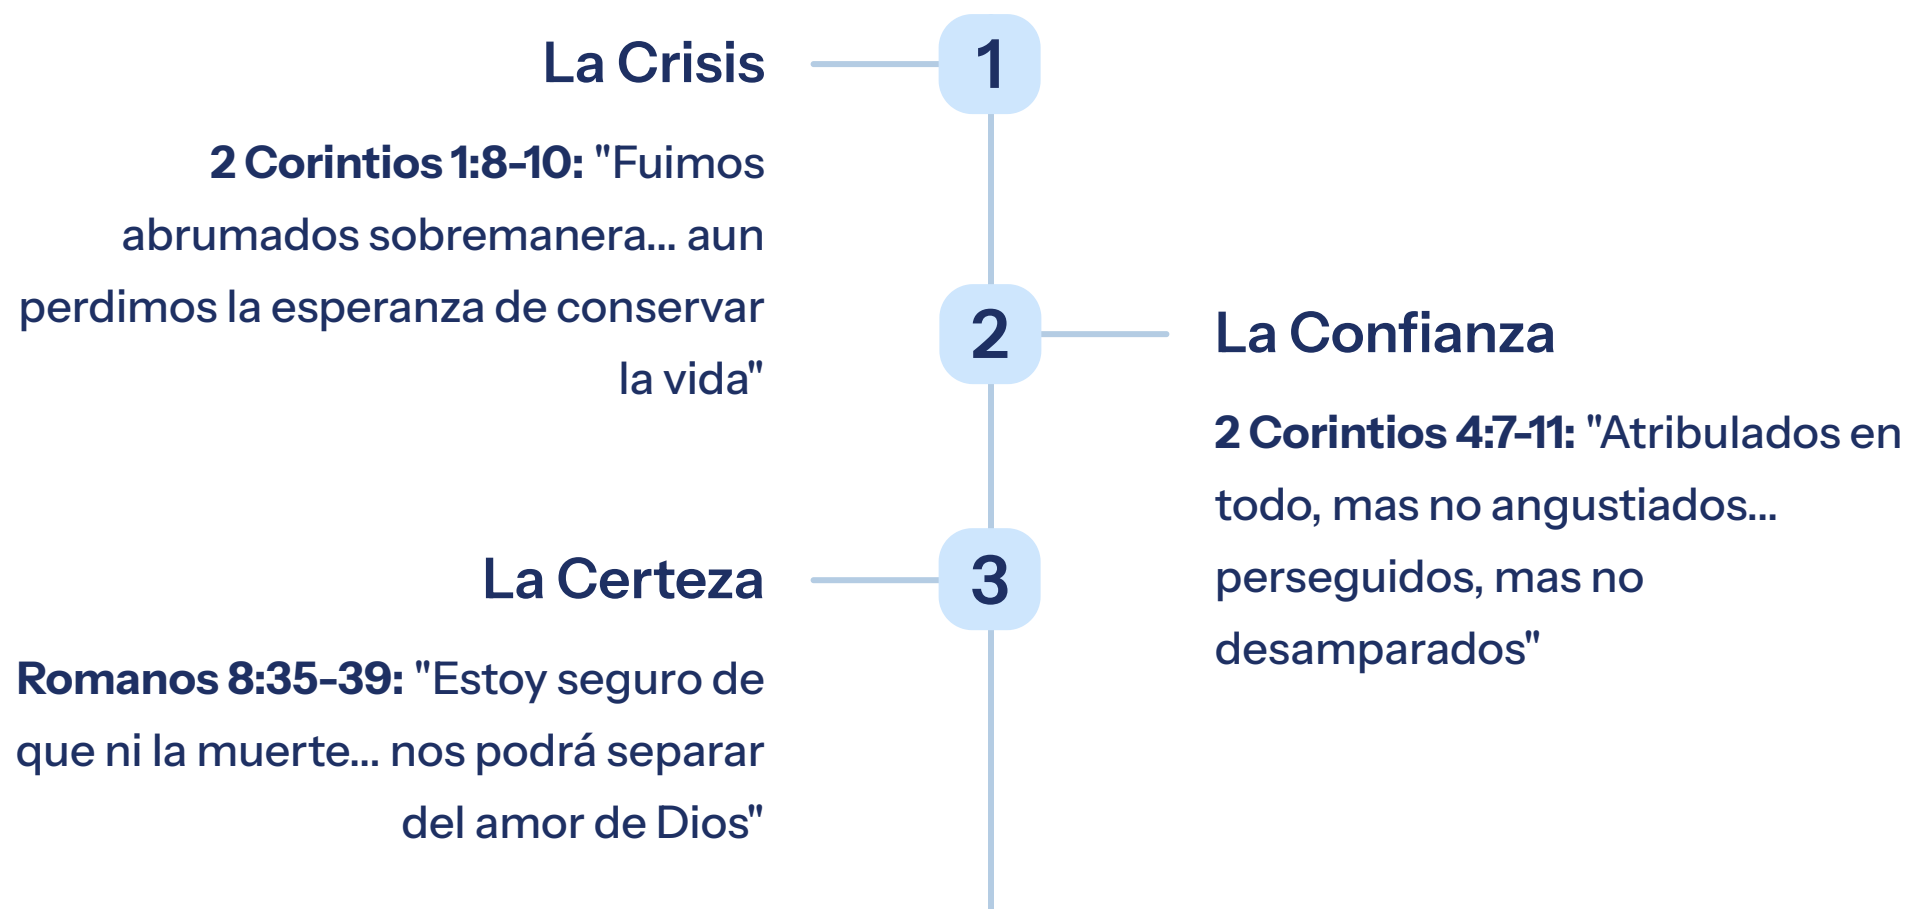 1
La Crisis
2 Corintios 1:8-10: "Fuimos
abrumados sobremanera... aun
perdimos la esperanza de conservar
la vida"
2
La Confianza
2 Corintios 4:7-11: "Atribulados en
todo, mas no angustiados...
perseguidos, mas no
desamparados"
3
La Certeza
Romanos 8:35-39: "Estoy seguro de
que ni la muerte... nos podrá separar
del amor de Dios"